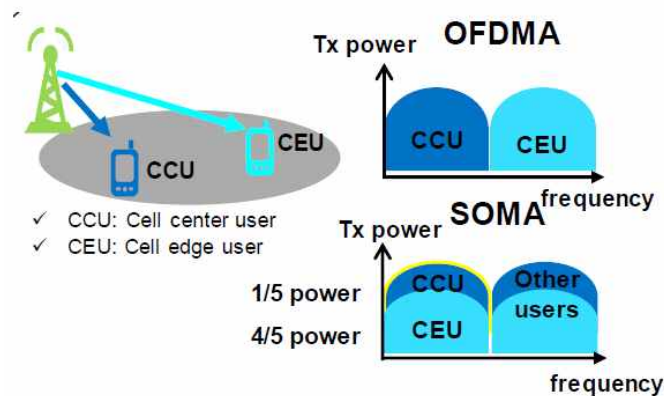 OFDMA
Tx power
CCU
CEU
frequency
CCU
CEU
✓ CCU: Cell center user
✓ CEU: Cell edge user
SOMA
Tx power
1/5 power
4/5 power
CCU
CEU
Other
users
frequency